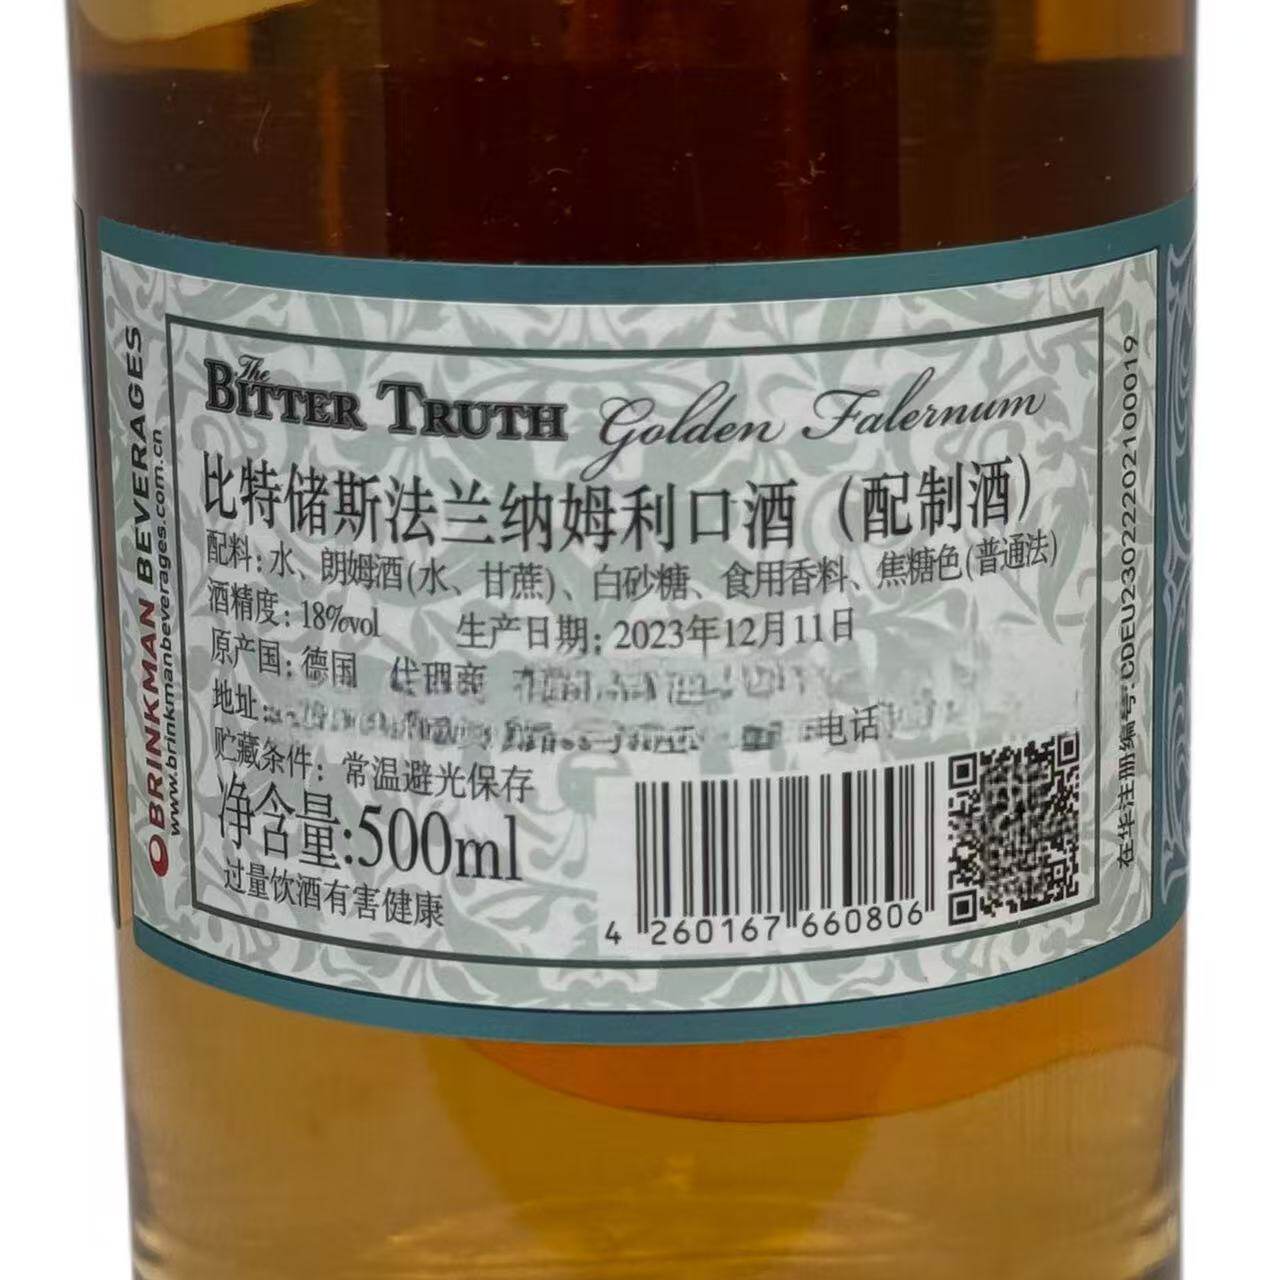 The
BITTER TRUTH Golden Falernum
比特储斯法兰纳姆利口酒（配制酒）
配料: 水、朗姆酒(水、甘蔗)、白砂糖、食用香料、焦糖色(普通法)
酒精度: 18%vol 生产日期: 2023年12月11日
原产国: 德国 代理商
地址:
电话
贮藏条件: 常温避光保存
净含量:500ml
过量饮酒有害健康
4 260167 660806
BRINKMAN BEVERAGES
www.brinkmanbeverages.com.cn
在华注册编号:CDEU23022202100019